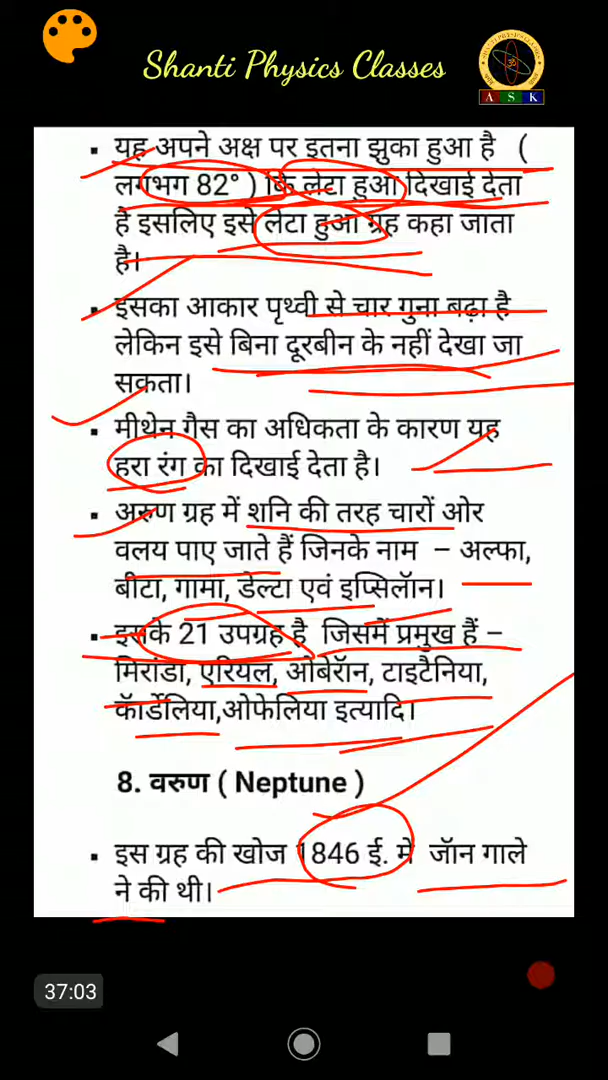 Shanti Physics Classes
A S K
यह अपने अक्ष पर इतना झुका हुआ है (
लगभग 82° ) कि लेटा हुआ दिखाई देता
है इसलिए इसे लेटा हुआ ग्रह कहा जाता
है।
इसका आकार पृथ्वी से चार गुना बढ़ा है
लेकिन इसे बिना दूरबीन के नहीं देखा जा
सकता।
मीथेन गैस का अधिकता के कारण यह
हरा रंग का दिखाई देता है।
अरुण ग्रह में शनि की तरह चारों ओर
वलय पाए जाते हैं जिनके नाम – अल्फा,
बीटा, गामा, डेल्टा एवं इप्सिलॅान।
इसके 21 उपग्रह है जिसमें प्रमुख हैं –
मिरांडा, एरियल, ओबेरॅान, टाइटैनिया,
कॅार्डेलिया,ओफेलिया इत्यादि।
8. वरुण ( Neptune )
इस ग्रह की खोज 1846 ई. में जॅान गाले
ने की थी।
37:03